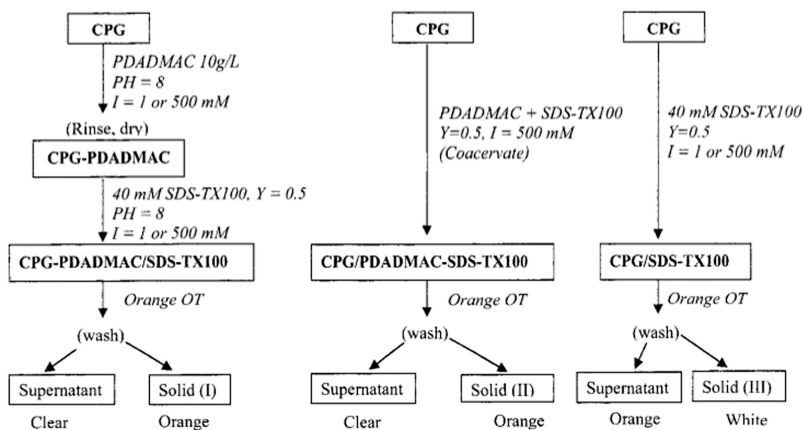 CPG
PDADMAC 10g/L
PH = 8
I = 1 or 500 mM
(Rinse, dry)
CPG-PDADMAC
40 mM SDS-TX100, Y = 0.5
PH = 8
I = 1 or 500 mM
CPG-PDADMAC/SDS-TX100
Orange OT
(wash)
Supernatant
Solid (I)
Clear
Orange
CPG
PDADMAC + SDS-TX100
Y=0.5, I = 500 mM
(Coacervate)
CPG/PDADMAC-SDS-TX100
Orange OT
(wash)
Supernatant
Solid (II)
Clear
Orange
CPG
40 mM SDS-TX100
Y=0.5
I = 1 or 500 mM
CPG/SDS-TX100
Orange OT
(wash)
Supernatant
Solid (III)
Orange
White